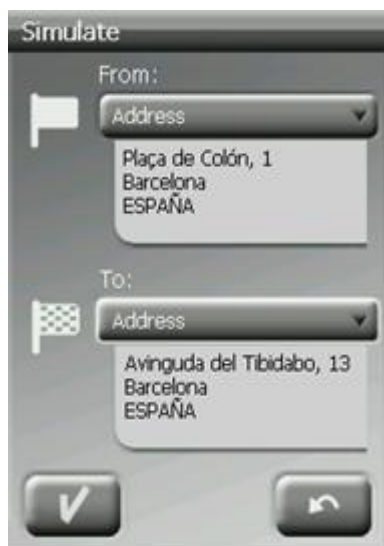 Simulate
From:
Address
Plaça de Colón, 1
Barcelona
ESPAÑA
To:
Address
Avinguda del Tibidabo, 13
Barcelona
ESPAÑA